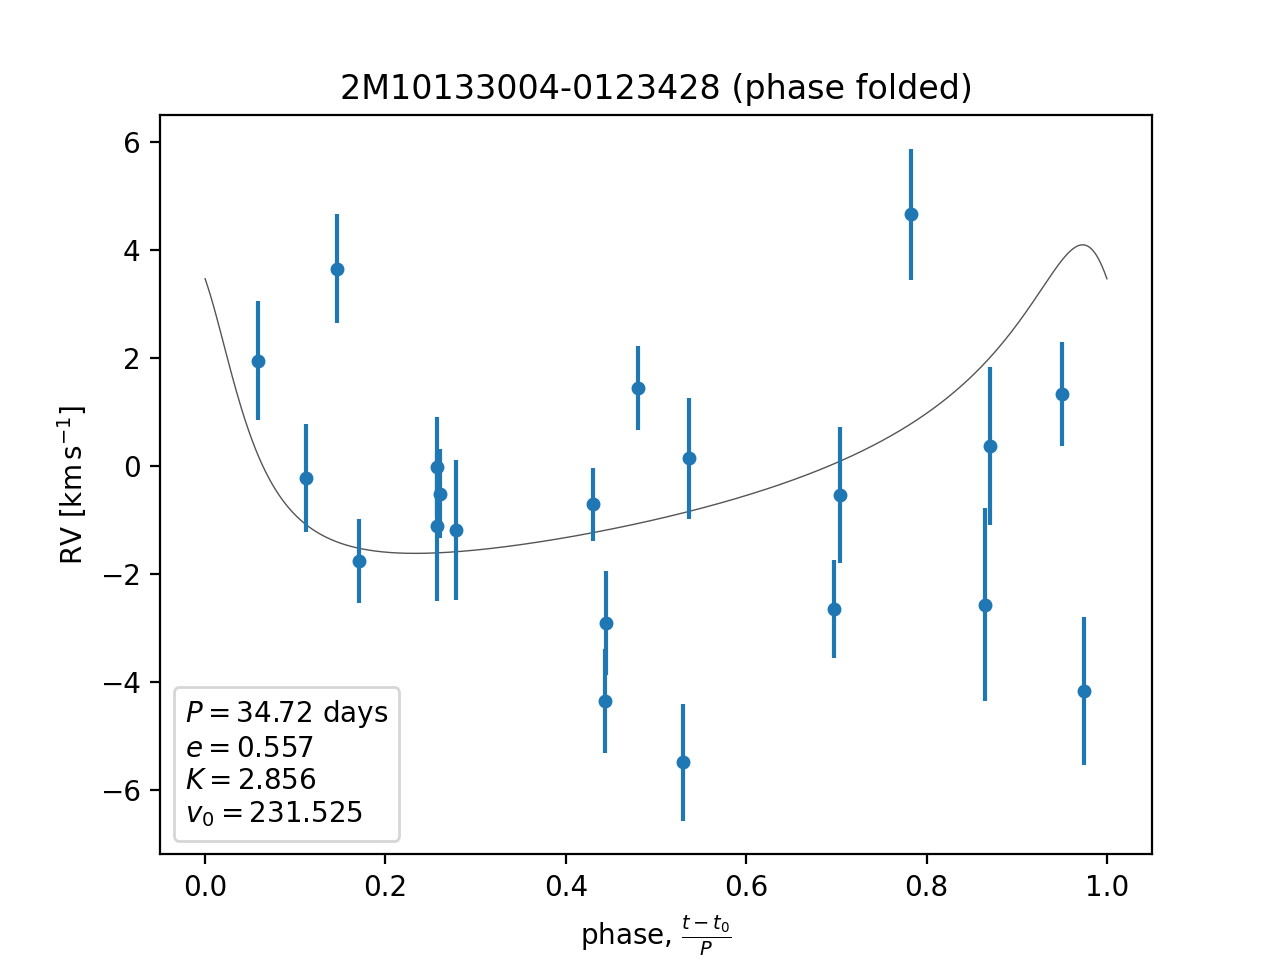 2M10133004-0123428 (phase folded)
RV [km s⁻¹]
6
4
2
0
−2
−4
−6
P = 34.72 days
e = 0.557
K = 2.856
v₀ = 231.525
0.0 0.2 0.4 0.6 0.8 1.0
phase, (t − t₀)/P